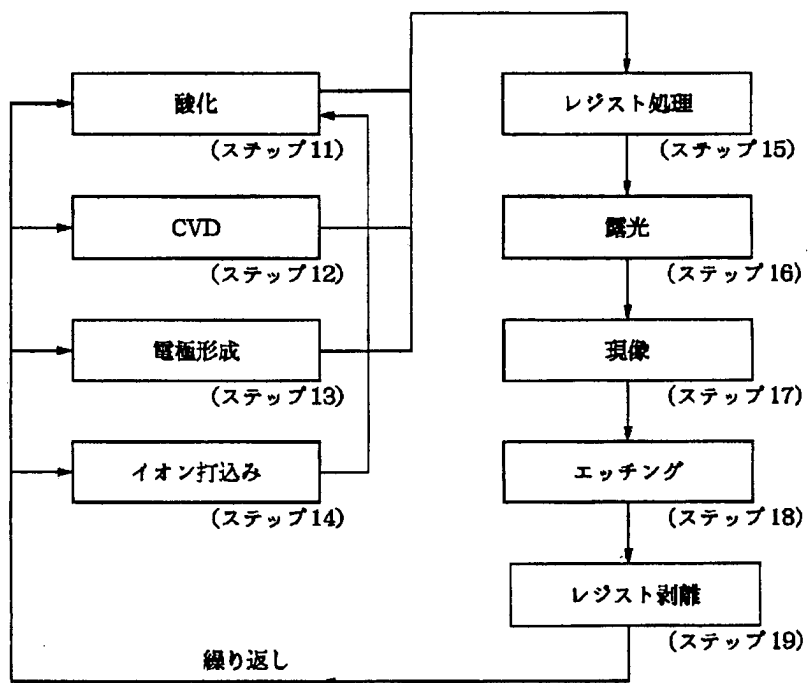 酸化
(ステップ11)
CVD
(ステップ12)
電極形成
(ステップ13)
イオン打込み
(ステップ14)
レジスト処理
(ステップ15)
露光
(ステップ16)
現像
(ステップ17)
エッチング
(ステップ18)
レジスト剥離
(ステップ19)
繰り返し